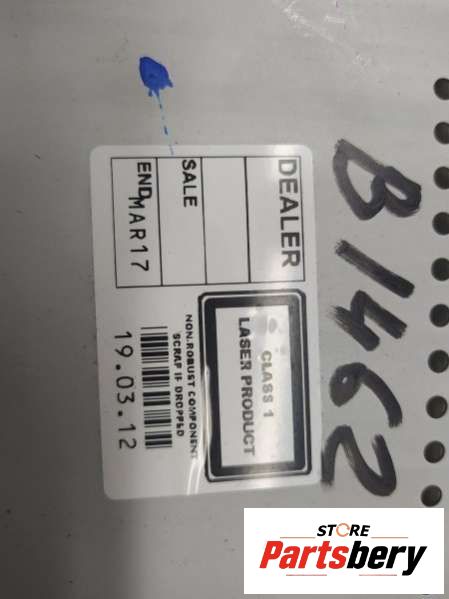 B1462
DEALER
SALE
END MAR17
CLASS 1
LASER PRODUCT
NON.ROBUST COMPONENT
SCRAP IF DROPPED
19.03.12
STORE
Partsbery